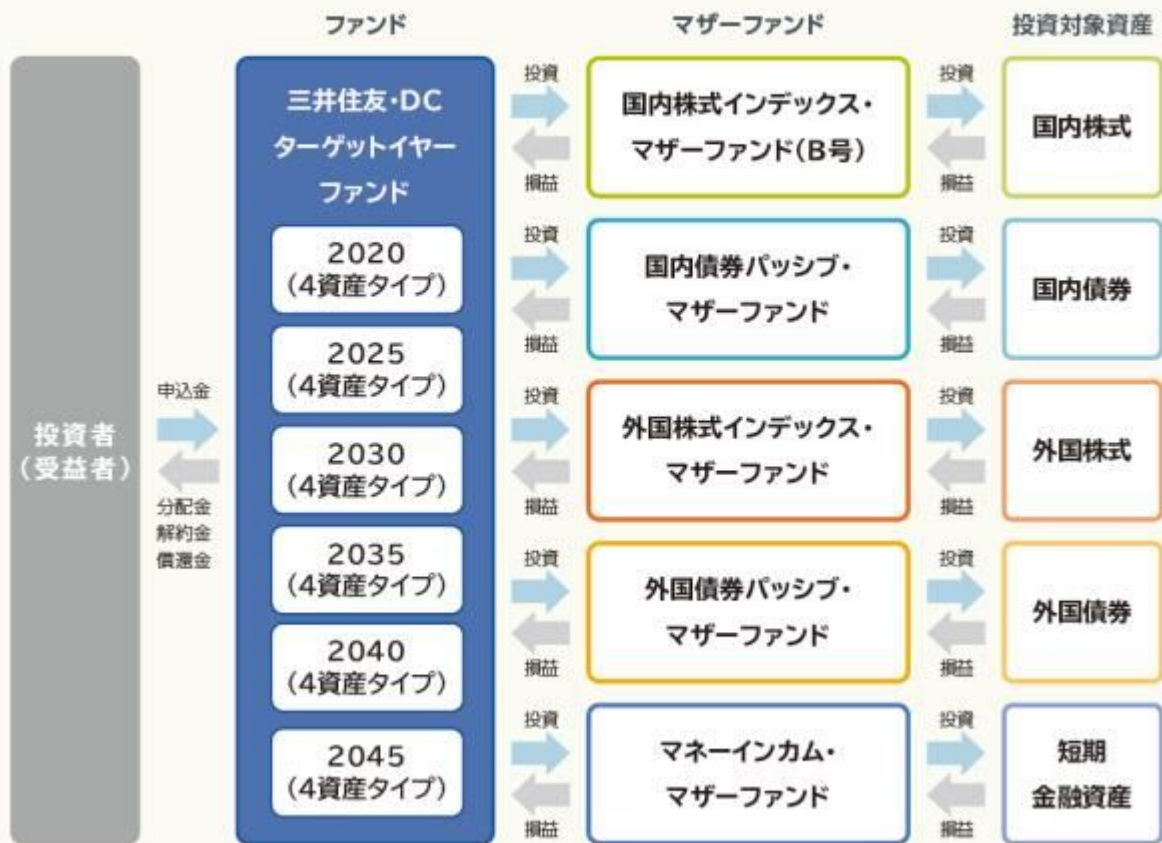 ファンド
マザーファンド
投資対象資産
投資者
(受益者)
申込金
分配金
解約金
償還金
三井住友・DC
ターゲットイヤー
ファンド
2020
(4資産タイプ)
2025
(4資産タイプ)
2030
(4資産タイプ)
2035
(4資産タイプ)
2040
(4資産タイプ)
2045
(4資産タイプ)
投資
損益
国内株式インデックス・
マザーファンド(B号)
投資
損益
国内株式
投資
損益
国内債券パッシブ・
マザーファンド
投資
損益
国内債券
投資
損益
外国株式インデックス・
マザーファンド
投資
損益
外国株式
投資
損益
外国債券パッシブ・
マザーファンド
投資
損益
外国債券
投資
損益
マネーインカム・
マザーファンド
投資
損益
短期
金融資産